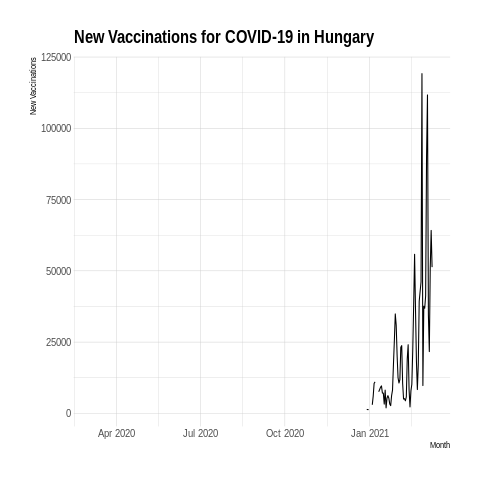 New Vaccinations for COVID-19 in Hungary
New Vaccinations
125000
100000
75000
50000
25000
0
Apr 2020 Jul 2020 Oct 2020 Jan 2021
Month